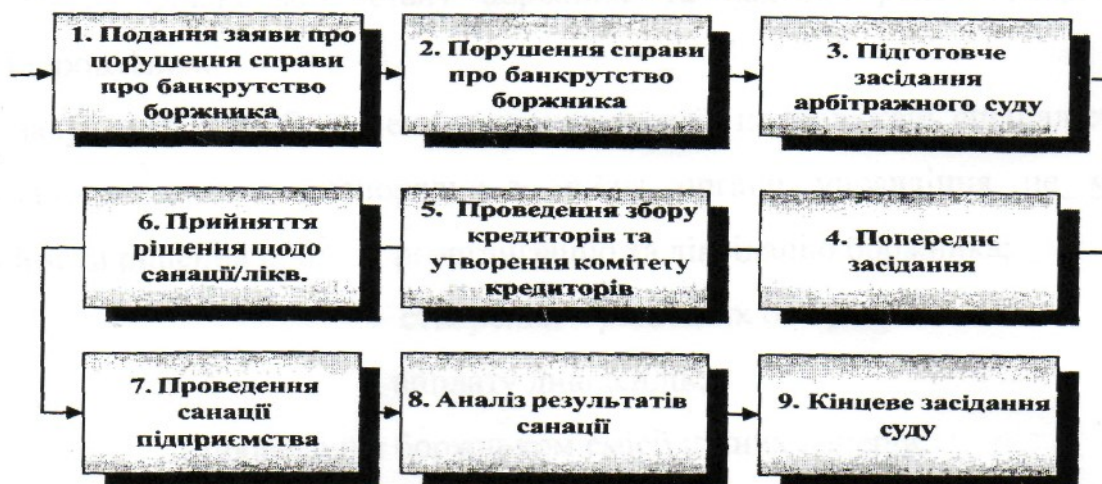 1. Подання заяви про
порушення справи
про банкрутство
боржника
2. Порушення справи
про банкрутство
боржника
3. Підготовче
засідання
арбітражного суду
4. Попереднє
засідання
5. Проведення збору
кредиторів та
утворення комітету
кредиторів
6. Прийняття
рішення щодо
санації/лікв.
7. Проведення
санації
підприємства
8. Аналіз результатів
санації
9. Кінцеве засідання
суду